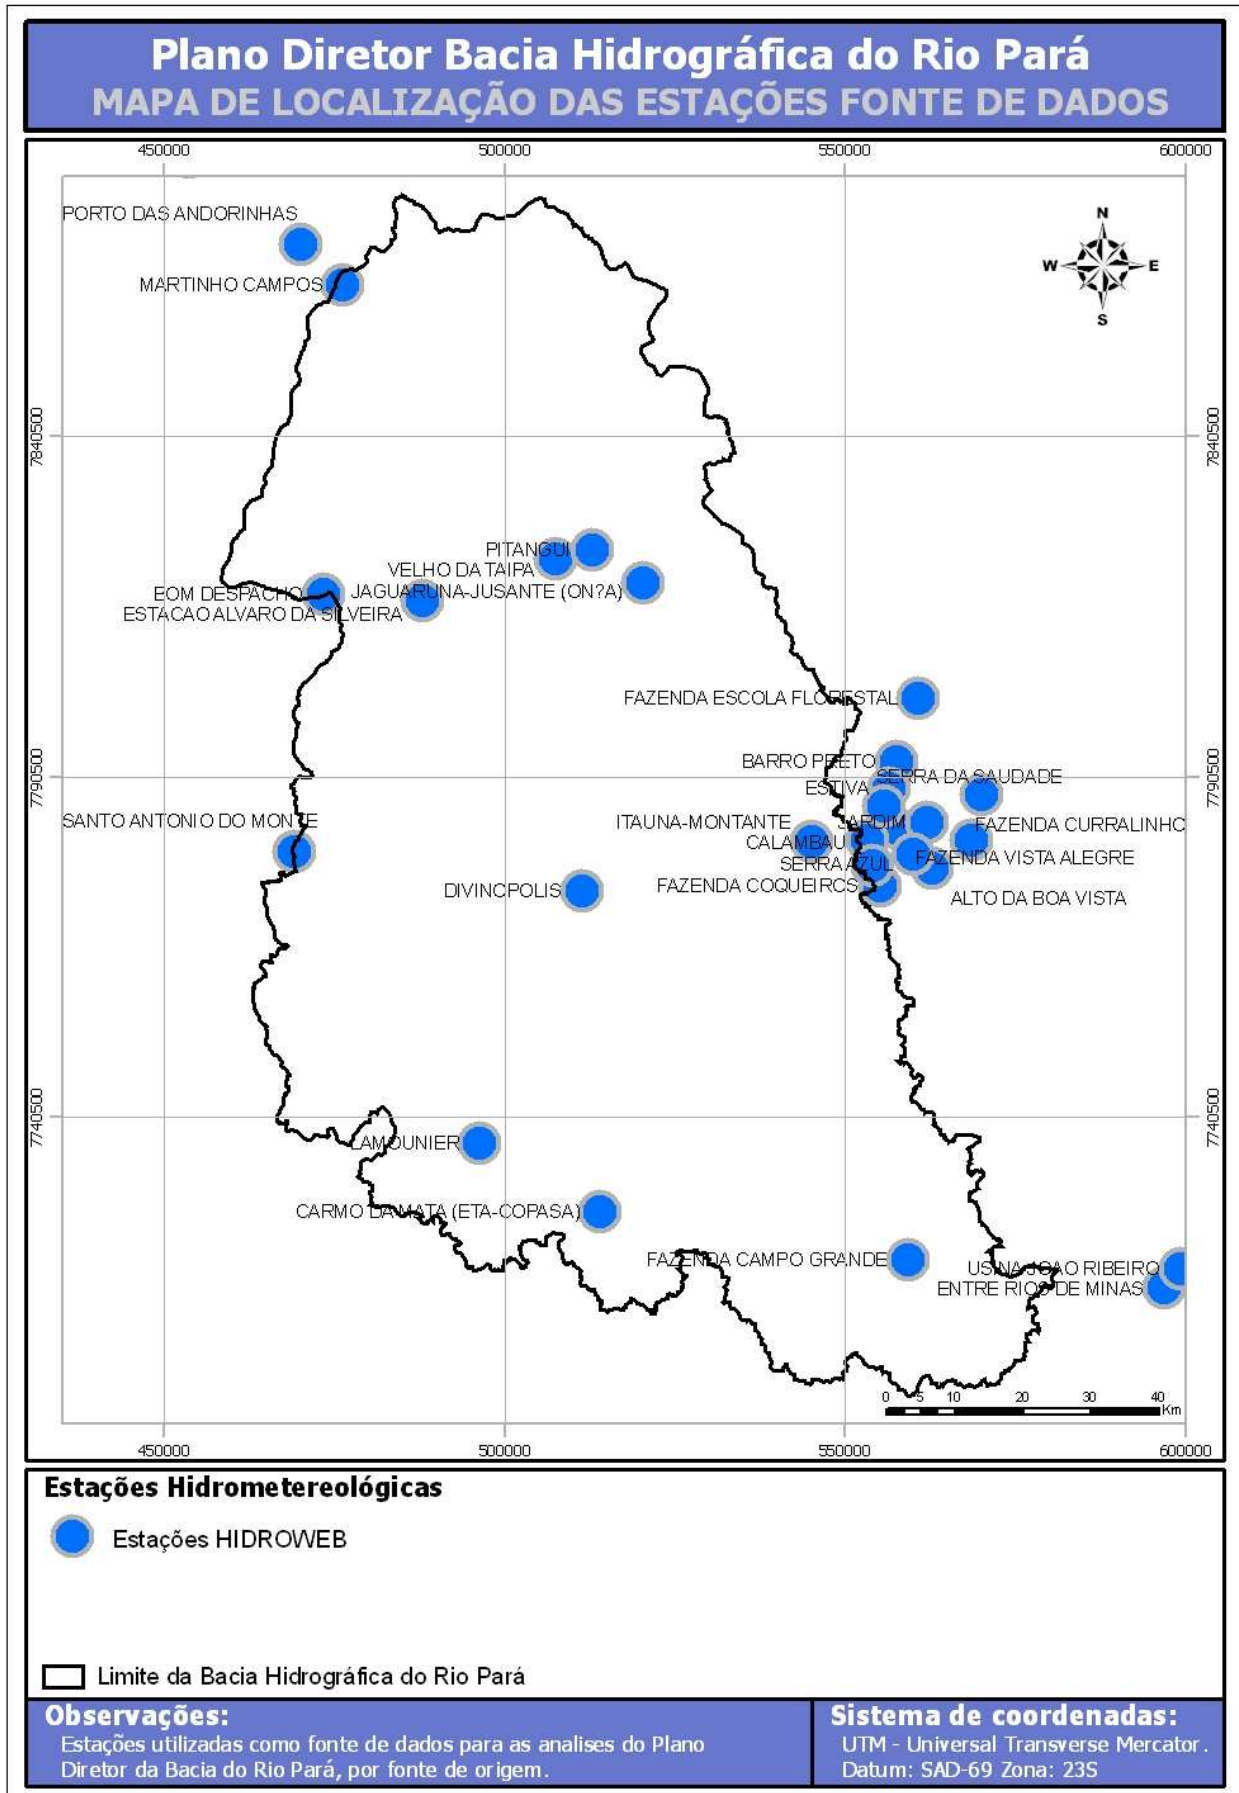 Plano Diretor Bacia Hidrográfica do Rio Pará
MAPA DE LOCALIZAÇÃO DAS ESTAÇÕES FONTE DE DADOS
450000 500000 550000 600000
PORTO DAS ANDORINHAS
N
W E
S
MARTINHO CAMPOS
7840500 7840500
PITANGUI
VELHO DA TAIPA
JAGUARUNA-JUSANTE (ON?A)
BOM DESPACHO
ESTACAO ALVARO DA SILVEIRA
FAZENDA ESCOLA FLORESTAL
BARRO PRETO
SERRA DA SAUDADE
7790500 7790500
ESTIVA
SANTO ANTONIO DO MONTE
ITAUNA-MONTANTE
JARDIM
FAZENDA CURRALINHO
CALAMBAU
FAZENDA VISTA ALEGRE
SERRA AZUL
FAZENDA COQUEIROS
DIVINOPOLIS
ALTO DA BOA VISTA
7740500 7740500
LAMOUNIER
CARMO DA MATA (ETA-COPASA)
FAZENDA CAMPO GRANDE
USINA JOAO RIBEIRO
ENTRE RIOS DE MINAS
0 5 10 20 30 40
Km
450000 500000 550000 600000
Estações Hidrometereológicas
Estações HIDROWEB
Limite da Bacia Hidrográfica do Rio Pará
Observações:
Estações utilizadas como fonte de dados para as analises do Plano
Diretor da Bacia do Rio Pará, por fonte de origem.
Sistema de coordenadas:
UTM - Universal Transverse Mercator.
Datum: SAD-69 Zona: 23S